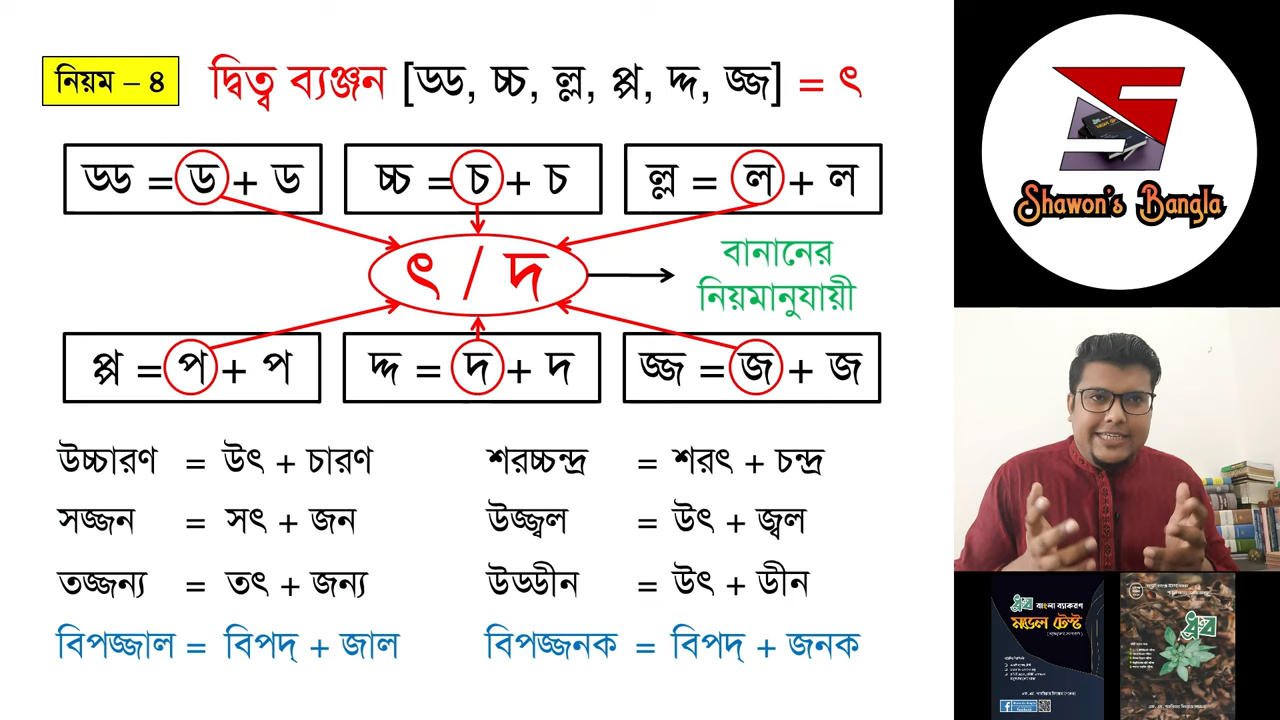 নিয়ম – ৪
দ্বিত্ব ব্যঞ্জন [ড্ড, চ্চ, ল্ল, প্প, দ্দ, জ্জ] = ৎ
ড্ড = ড + ড
চ্চ = চ + চ
ল্ল = ল + ল
ৎ / দ
বানানের
নিয়মানুযায়ী
প্প = প + প
দ্দ = দ + দ
জ্জ = জ + জ
উচ্চারণ = উৎ + চারণ
শরচ্চন্দ্র = শরৎ + চন্দ্র
সজ্জন = সৎ + জন
উজ্জ্বল = উৎ + জ্বল
তজ্জন্য = তৎ + জন্য
উড্ডীন = উৎ + ডীন
বিপজ্জাল = বিপদ্ + জাল
বিপজ্জনক = বিপদ্ + জনক
Shawon's Bangla
বাংলা ব্যাকরণ
মডেল টেস্ট